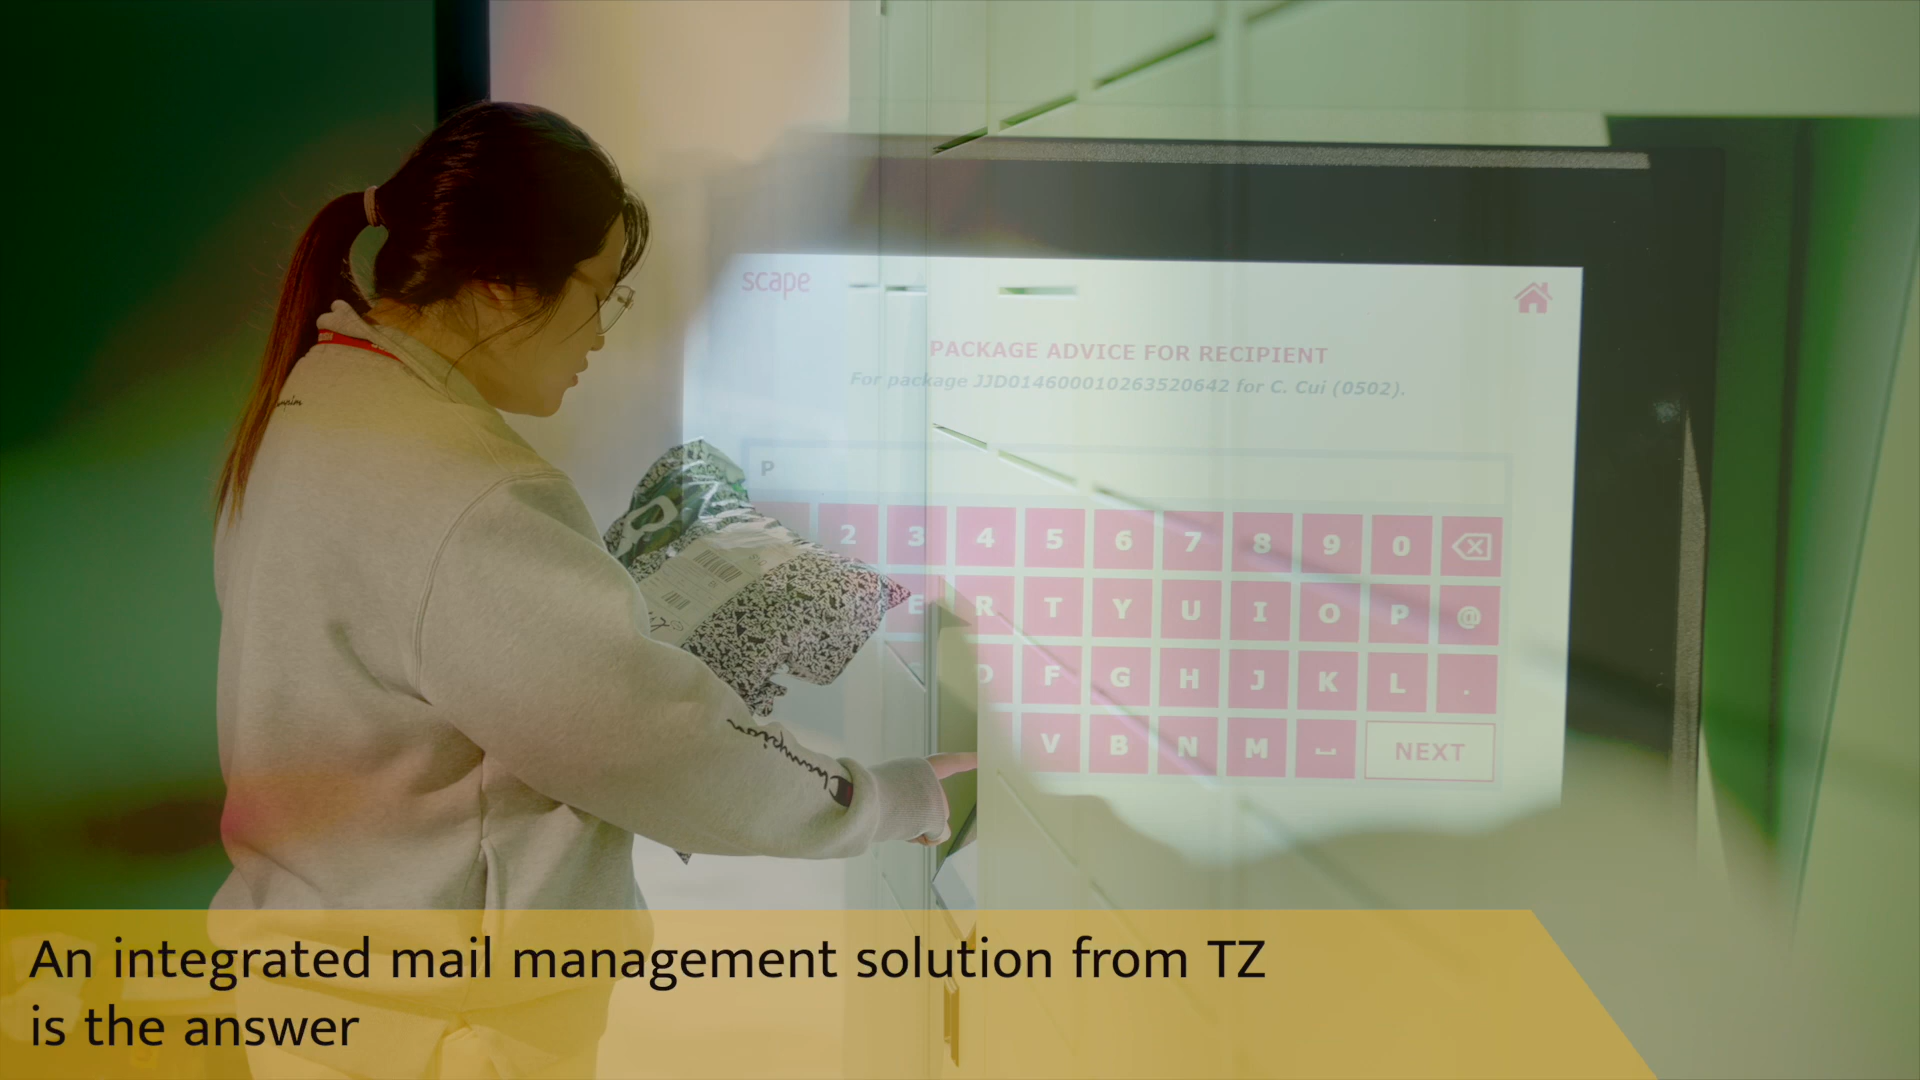 scape
PACKAGE ADVICE FOR RECIPIENT
For package JJD014600010263520642 for C. Cui (0502).
P
2 3 4 5 6 7 8 9 0
E R T Y U I O P @
D F G H J K L .
V B N M
NEXT
Champion
An integrated mail management solution from TZ
is the answer